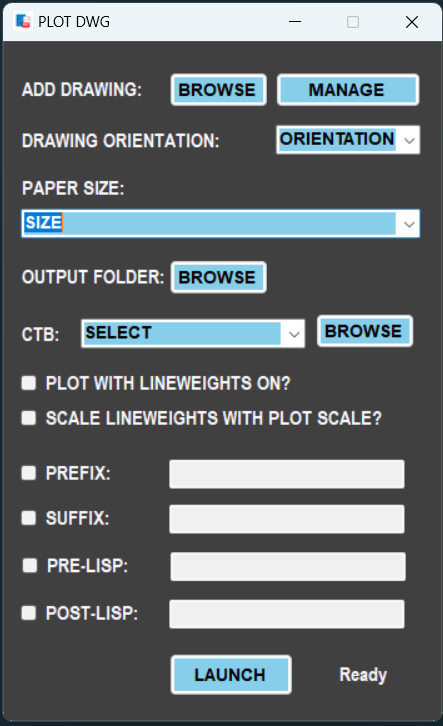 PLOT DWG
ADD DRAWING: BROWSE MANAGE
DRAWING ORIENTATION: ORIENTATION
PAPER SIZE:
SIZE
OUTPUT FOLDER: BROWSE
CTB: SELECT BROWSE
PLOT WITH LINEWEIGHTS ON?
SCALE LINEWEIGHTS WITH PLOT SCALE?
PREFIX:
SUFFIX:
PRE-LISP:
POST-LISP:
LAUNCH Ready